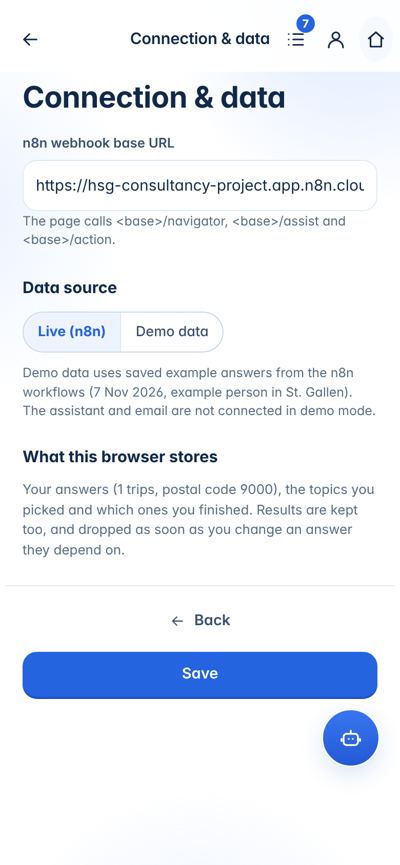 Connection & data
7
Connection & data
n8n webhook base URL
https://hsg-consultancy-project.app.n8n.clou
The page calls <base>/navigator, <base>/assist and
<base>/action.
Data source
Live (n8n)
Demo data
Demo data uses saved example answers from the n8n
workflows (7 Nov 2026, example person in St. Gallen).
The assistant and email are not connected in demo mode.
What this browser stores
Your answers (1 trips, postal code 9000), the topics you
picked and which ones you finished. Results are kept
too, and dropped as soon as you change an answer
they depend on.
Back
Save